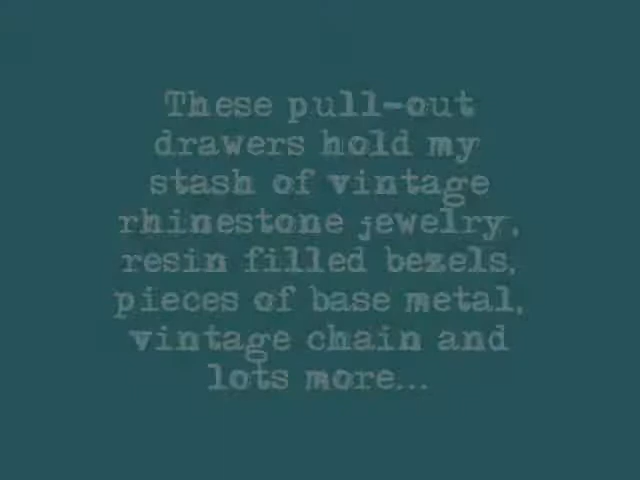 These pull-out
drawers hold my
stash of vintage
rhinestone jewelry,
resin filled bezels,
pieces of base metal,
vintage chain and
lots more...